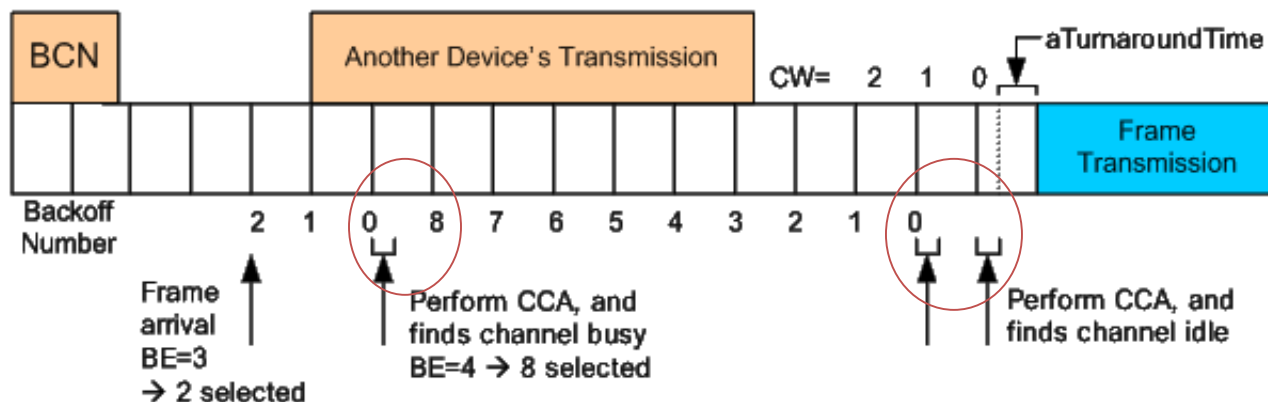 BCN
Another Device's Transmission
aTurnaroundTime
CW= 2 1 0
Frame
Transmission
Backoff
Number
2 1 0 8 7 6 5 4 3 2 1 0
Frame
arrival
BE=3
→ 2 selected
Perform CCA, and
finds channel busy
BE=4 → 8 selected
Perform CCA, and
finds channel idle